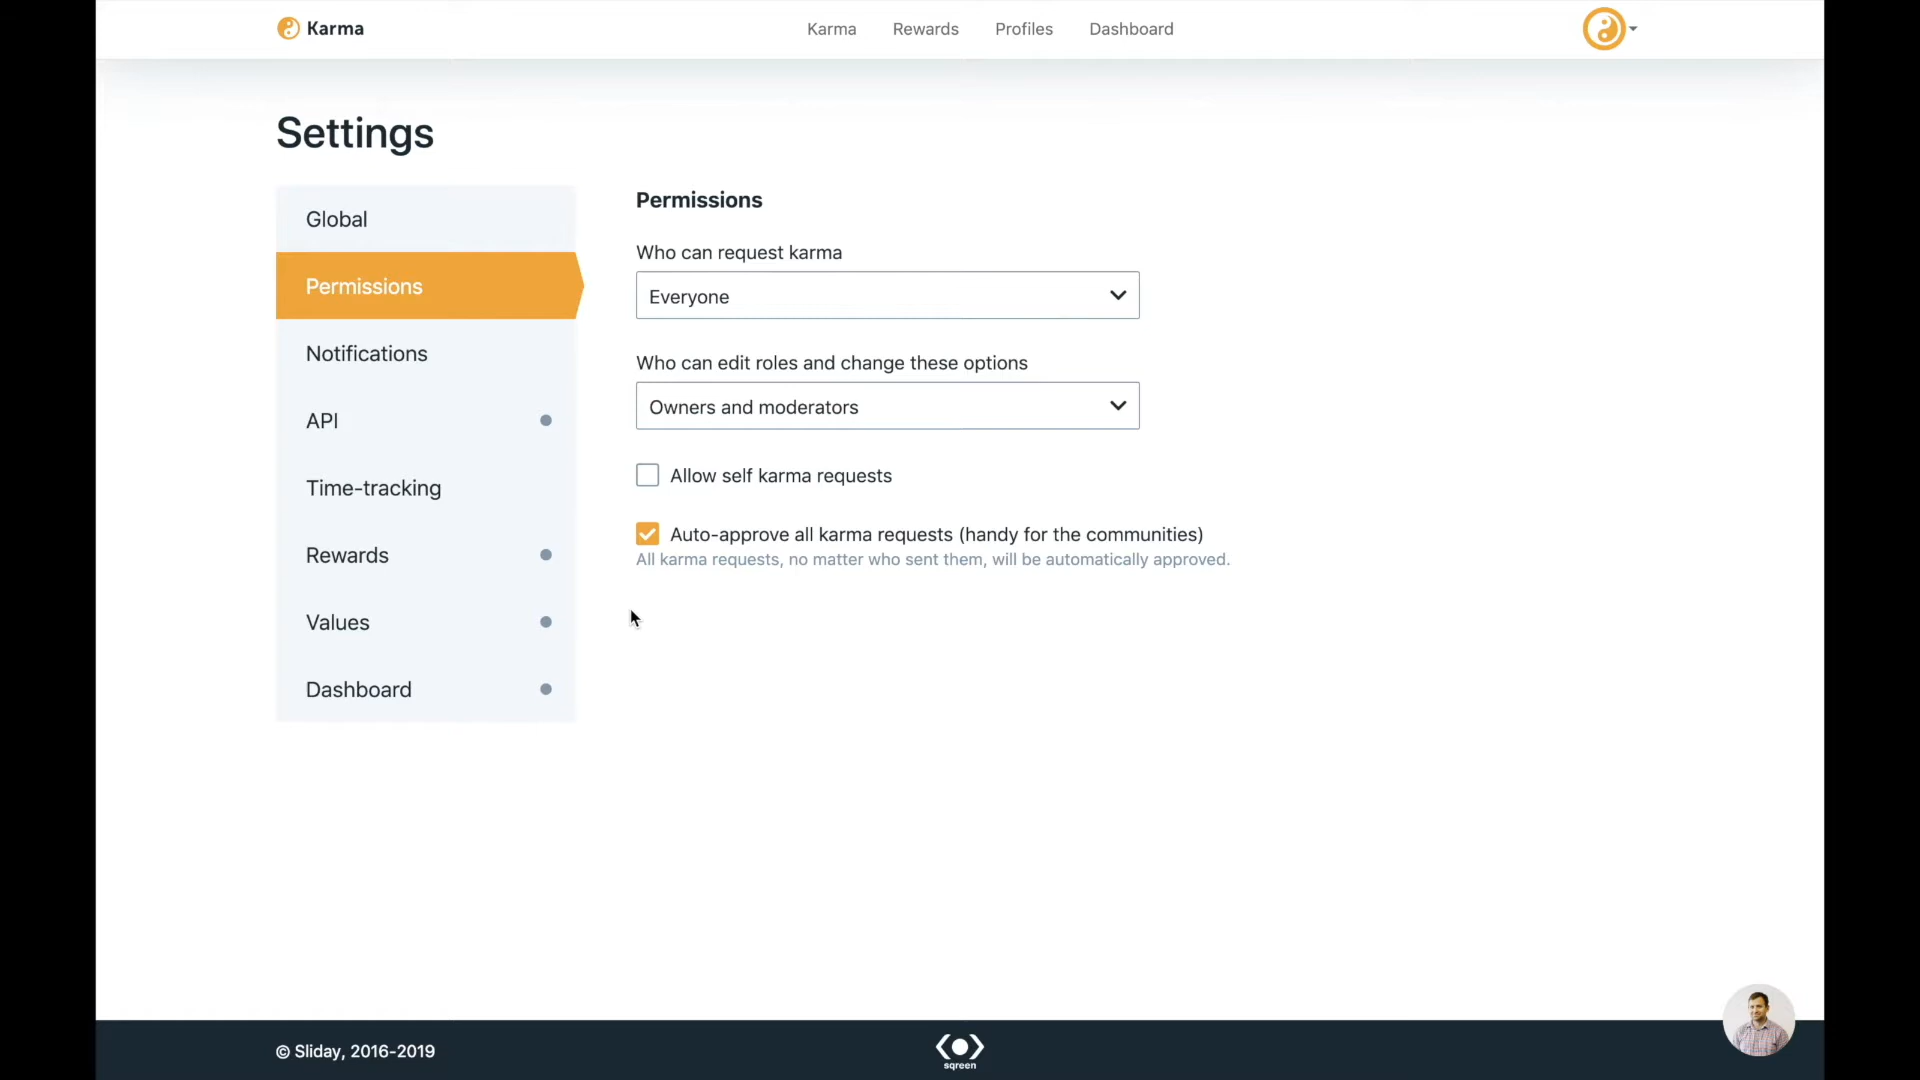 Karma
Karma
Rewards
Profiles
Dashboard
Settings
Global
Permissions
Notifications
API
Time-tracking
Rewards
Values
Dashboard
Permissions
Who can request karma
Everyone
Who can edit roles and change these options
Owners and moderators
Allow self karma requests
Auto-approve all karma requests (handy for the communities)
All karma requests, no matter who sent them, will be automatically approved.
© Sliday, 2016-2019
sqreen